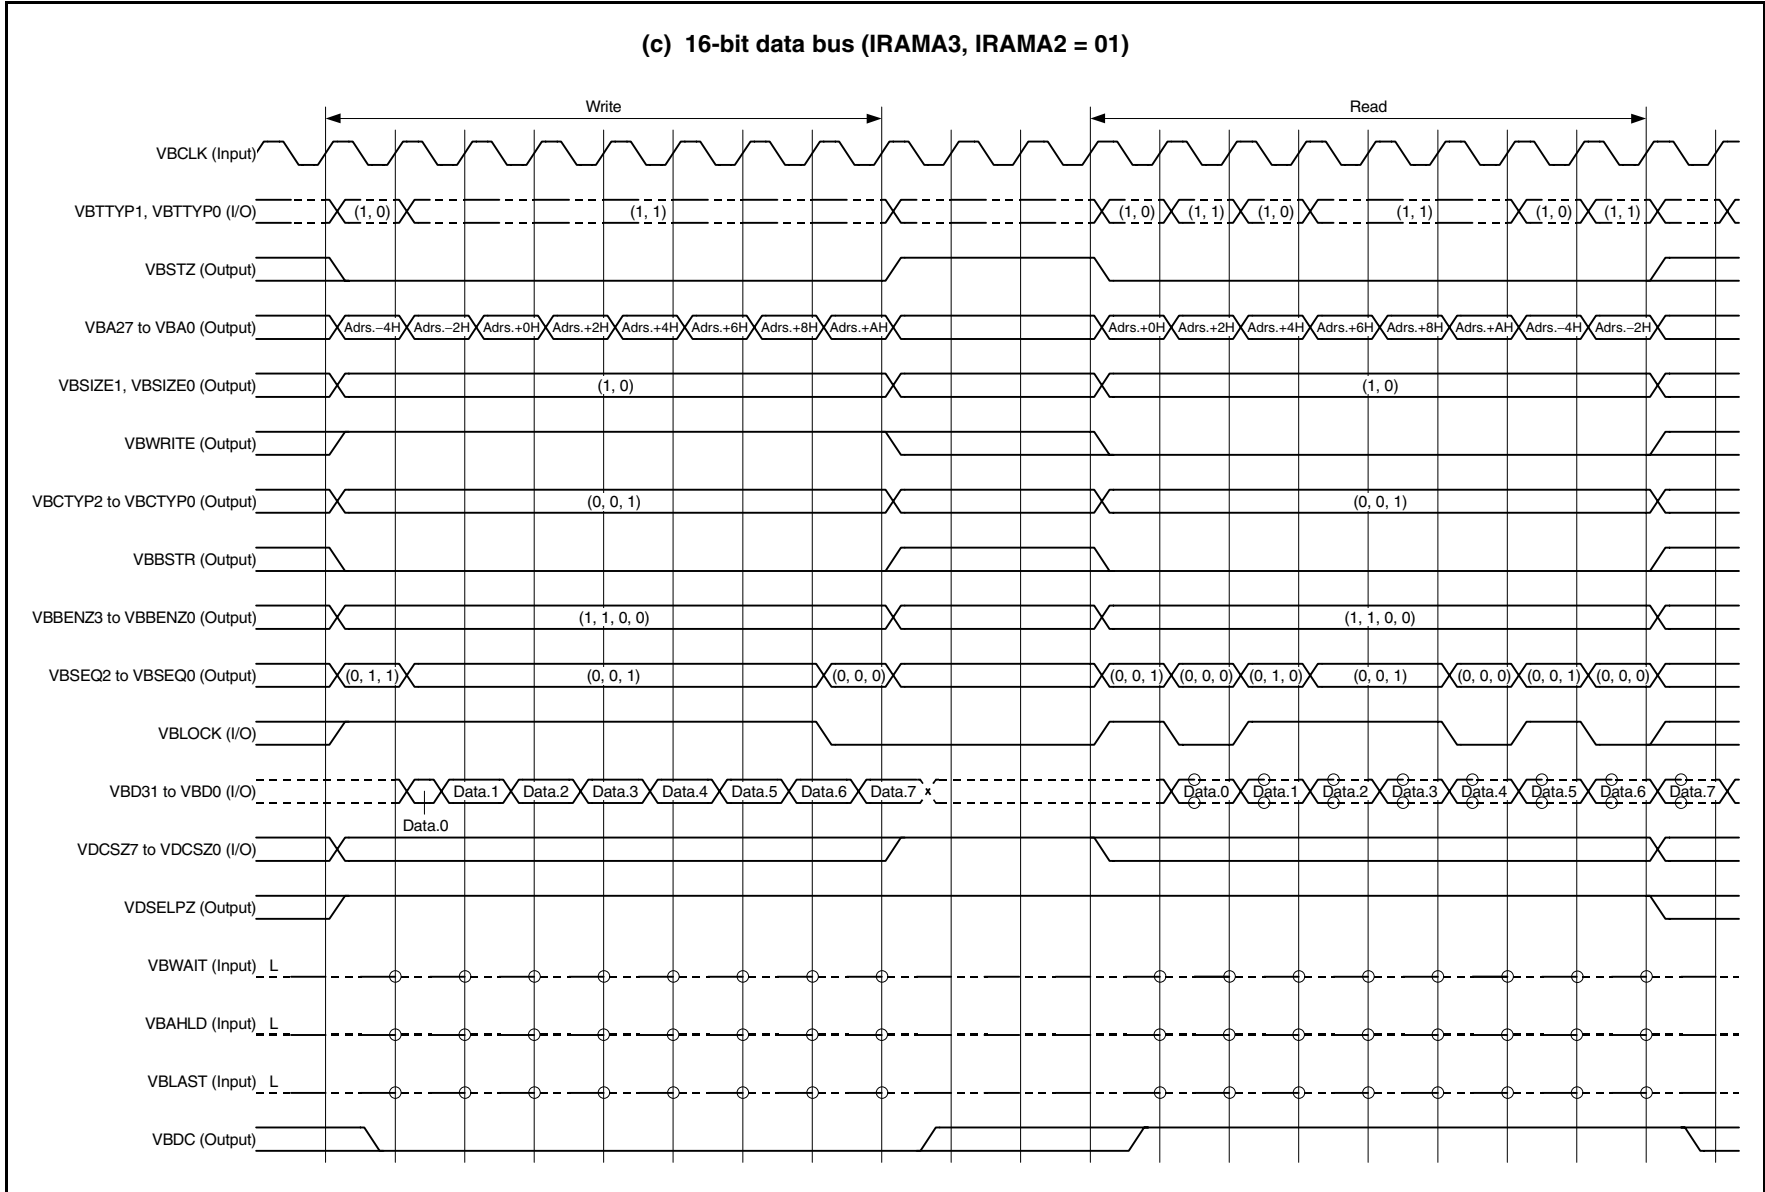 (c) 16-bit data bus (IRAMA3, IRAMA2 = 01)
Write Read
VBCLK (Input)
VBTTYP1, VBTTYP0 (I/O) (1, 0) (1, 1) (1, 0) (1, 1) (1, 0) (1, 1) (1, 0) (1, 1)
VBSTZ (Output)
VBA27 to VBA0 (Output) Adrs.−4H Adrs.−2H Adrs.+0H Adrs.+2H Adrs.+4H Adrs.+6H Adrs.+8H Adrs.+AH Adrs.+0H Adrs.+2H Adrs.+4H Adrs.+6H Adrs.+8H Adrs.+AH Adrs.−4H Adrs.−2H
VBSIZE1, VBSIZE0 (Output) (1, 0) (1, 0)
VBWRITE (Output)
VBCTYP2 to VBCTYP0 (Output) (0, 0, 1) (0, 0, 1)
VBBSTR (Output)
VBBENZ3 to VBBENZ0 (Output) (1, 1, 0, 0) (1, 1, 0, 0)
VBSEQ2 to VBSEQ0 (Output) (0, 1, 1) (0, 0, 1) (0, 0, 0) (0, 0, 1) (0, 0, 0) (0, 1, 0) (0, 0, 1) (0, 0, 0) (0, 0, 1) (0, 0, 0)
VBLOCK (I/O)
VBD31 to VBD0 (I/O) Data.1 Data.2 Data.3 Data.4 Data.5 Data.6 Data.7 Data.0 Data.1 Data.2 Data.3 Data.4 Data.5 Data.6 Data.7
Data.0
VDCSZ7 to VDCSZ0 (I/O)
VDSELPZ (Output)
VBWAIT (Input) L
VBAHLD (Input) L
VBLAST (Input) L
VBDC (Output)